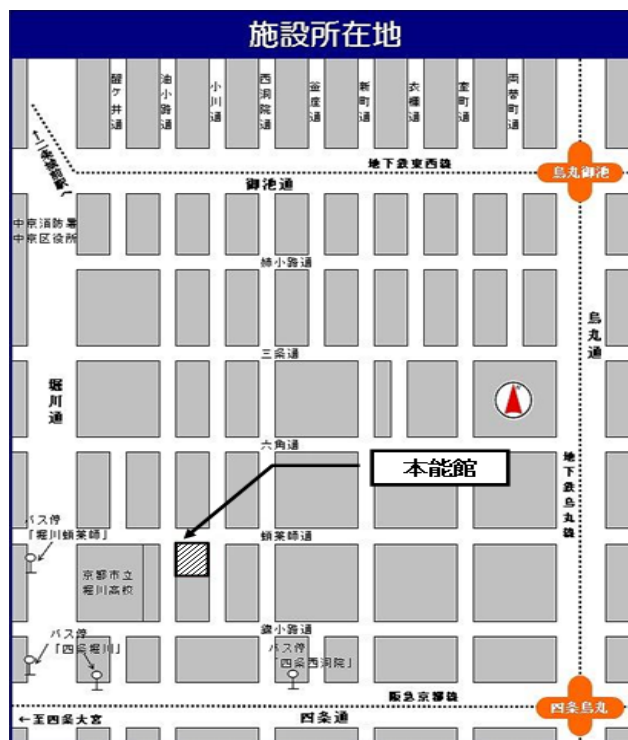 施設所在地
醒ケ井通
油小路通
小川通
西洞院通
釜座通
新町通
衣棚通
室町通
両替町通
地下鉄東西線
烏丸御池
御池通
中京消防署
中京区役所
姉小路通
烏丸通
三条通
堀川通
六角通
本能館
地下鉄烏丸線
バス停
「堀川蛸薬師」
蛸薬師通
京都市立
堀川高校
錦小路通
バス停
「四条堀川」
バス停
「四条西洞院」
阪急京都線
四条烏丸
←至四条大宮
四条通